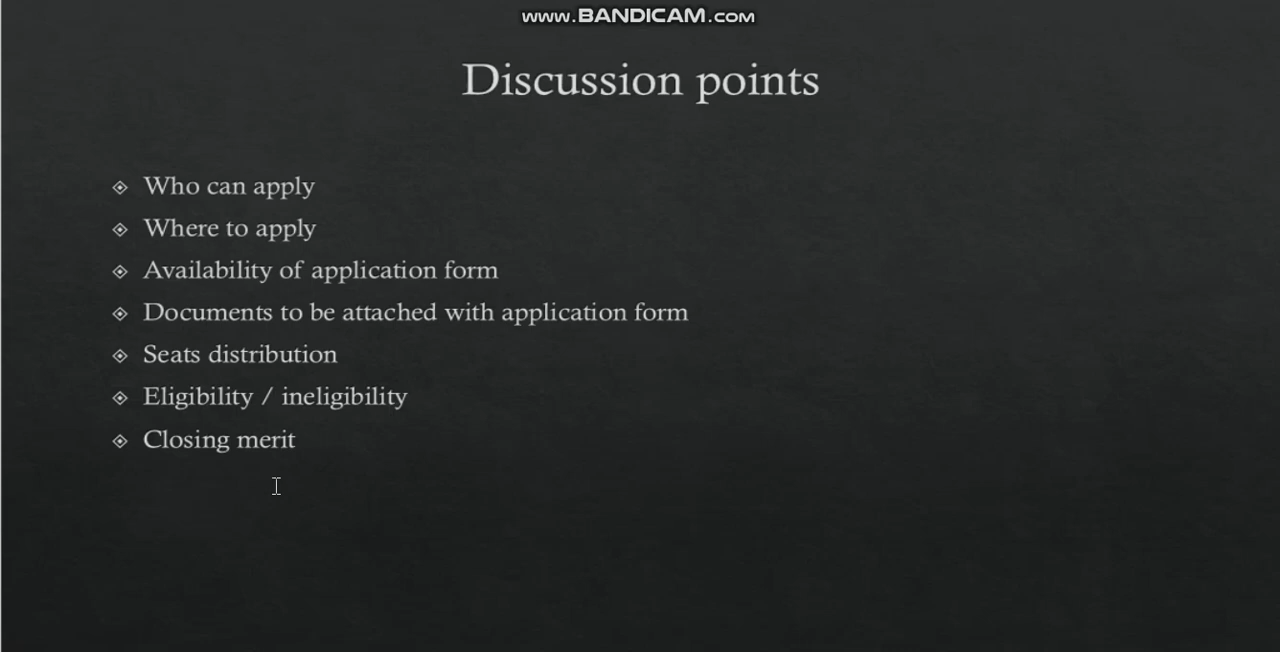 www.BANDICAM.com
Discussion points
Who can apply
Where to apply
Availability of application form
Documents to be attached with application form
Seats distribution
Eligibility / ineligibility
Closing merit